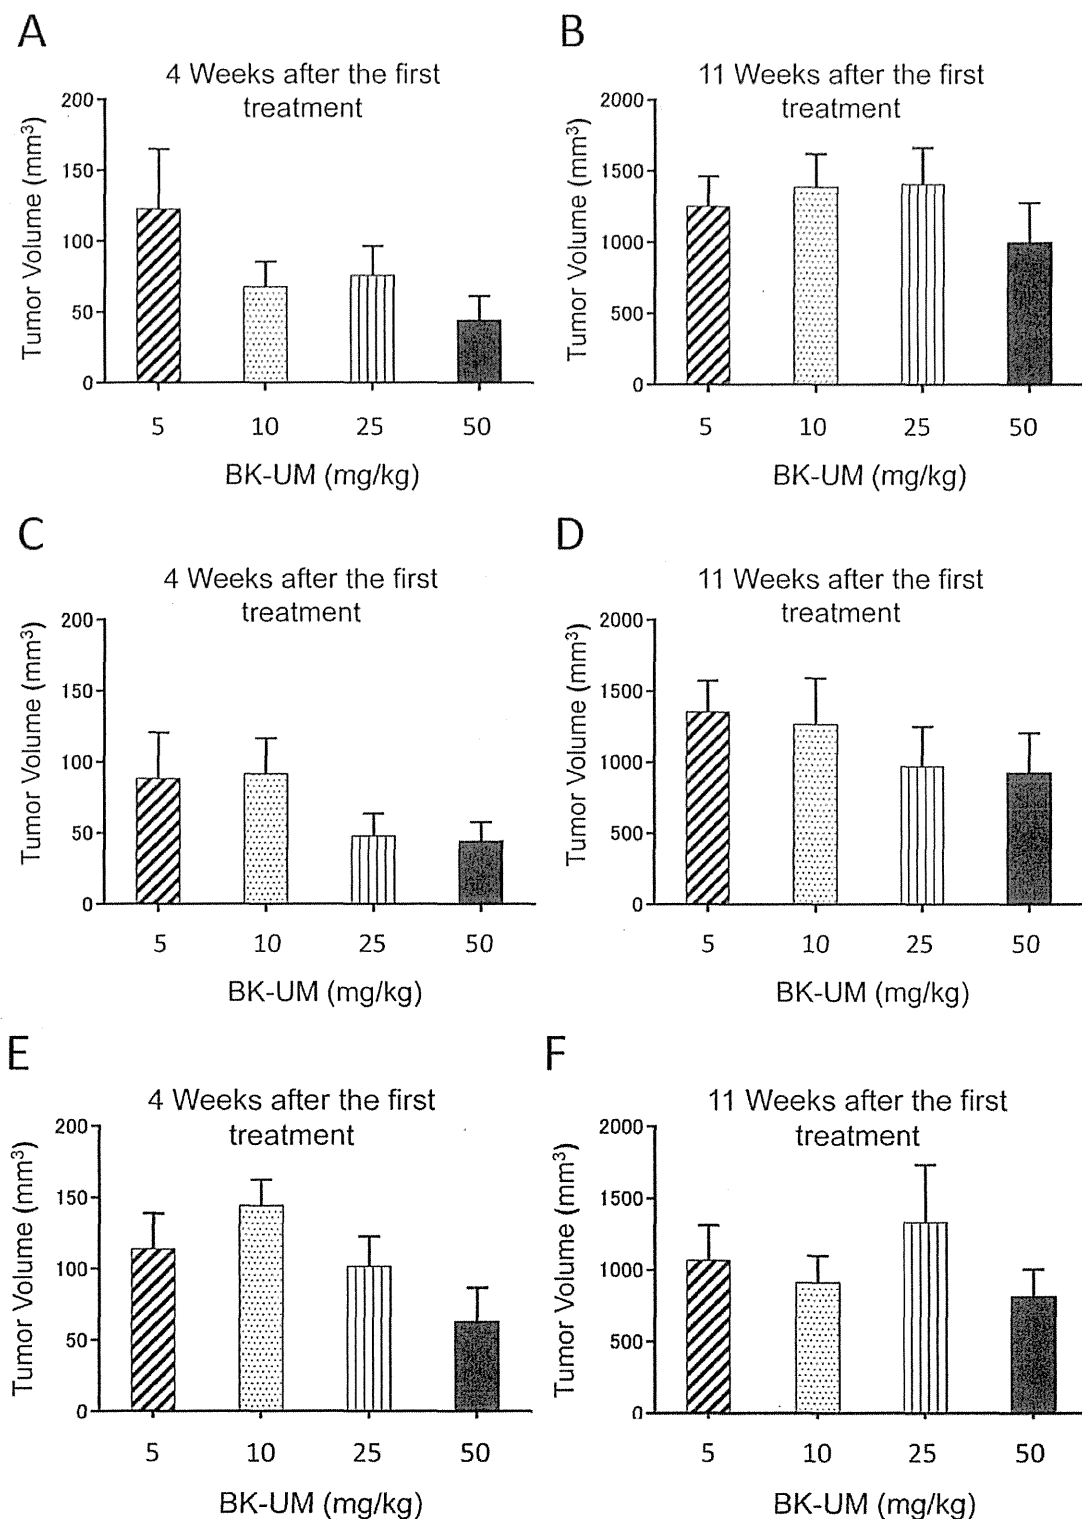 A
4 Weeks after the first
treatment
Tumor Volume (mm³)
200
150
100
50
0
5 10 25 50
BK-UM (mg/kg)
B
11 Weeks after the first
treatment
Tumor Volume (mm³)
2000
1500
1000
500
0
5 10 25 50
BK-UM (mg/kg)
C
4 Weeks after the first
treatment
Tumor Volume (mm³)
200
150
100
50
0
5 10 25 50
BK-UM (mg/kg)
D
11 Weeks after the first
treatment
Tumor Volume (mm³)
2000
1500
1000
500
0
5 10 25 50
BK-UM (mg/kg)
E
4 Weeks after the first
treatment
Tumor Volume (mm³)
200
150
100
50
0
5 10 25 50
BK-UM (mg/kg)
F
11 Weeks after the first
treatment
Tumor Volume (mm³)
2000
1500
1000
500
0
5 10 25 50
BK-UM (mg/kg)